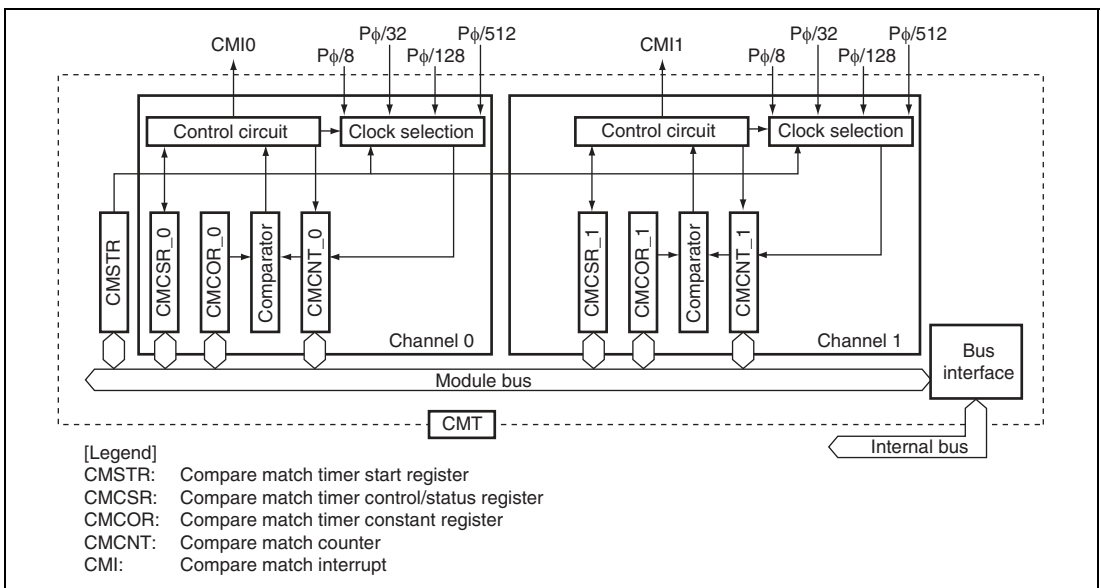 CMI0
Pφ/8
Pφ/32
Pφ/128
Pφ/512
CMI1
Pφ/8
Pφ/32
Pφ/128
Pφ/512
Control circuit
Clock selection
Control circuit
Clock selection
CMSTR
CMCSR_0
CMCOR_0
Comparator
CMCNT_0
CMCSR_1
CMCOR_1
Comparator
CMCNT_1
Channel 0
Channel 1
Module bus
Bus
interface
CMT
Internal bus
[Legend]
CMSTR: Compare match timer start register
CMCSR: Compare match timer control/status register
CMCOR: Compare match timer constant register
CMCNT: Compare match counter
CMI: Compare match interrupt